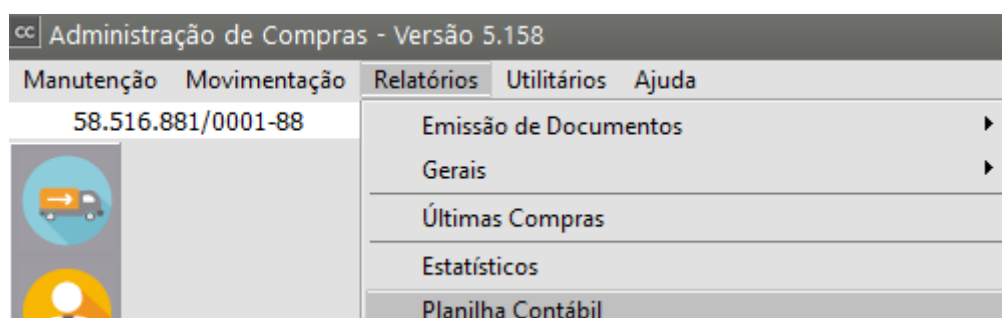 cc Administração de Compras - Versão 5.158
Manutenção Movimentação Relatórios Utilitários Ajuda
58.516.881/0001-88
Emissão de Documentos
Gerais
Últimas Compras
Estatísticos
Planilha Contábil